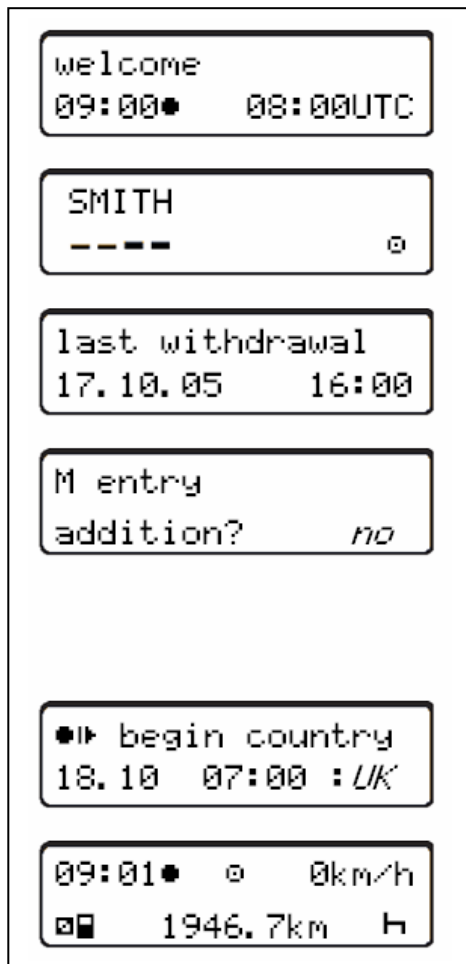 welcome
09:00● 08:00UTC
SMITH
---- ⊙
last withdrawal
17.10.05 16:00
M entry
addition? no
●▶ begin country
18.10 07:00 :UK
09:01● ⊙ 0km/h
1946.7km